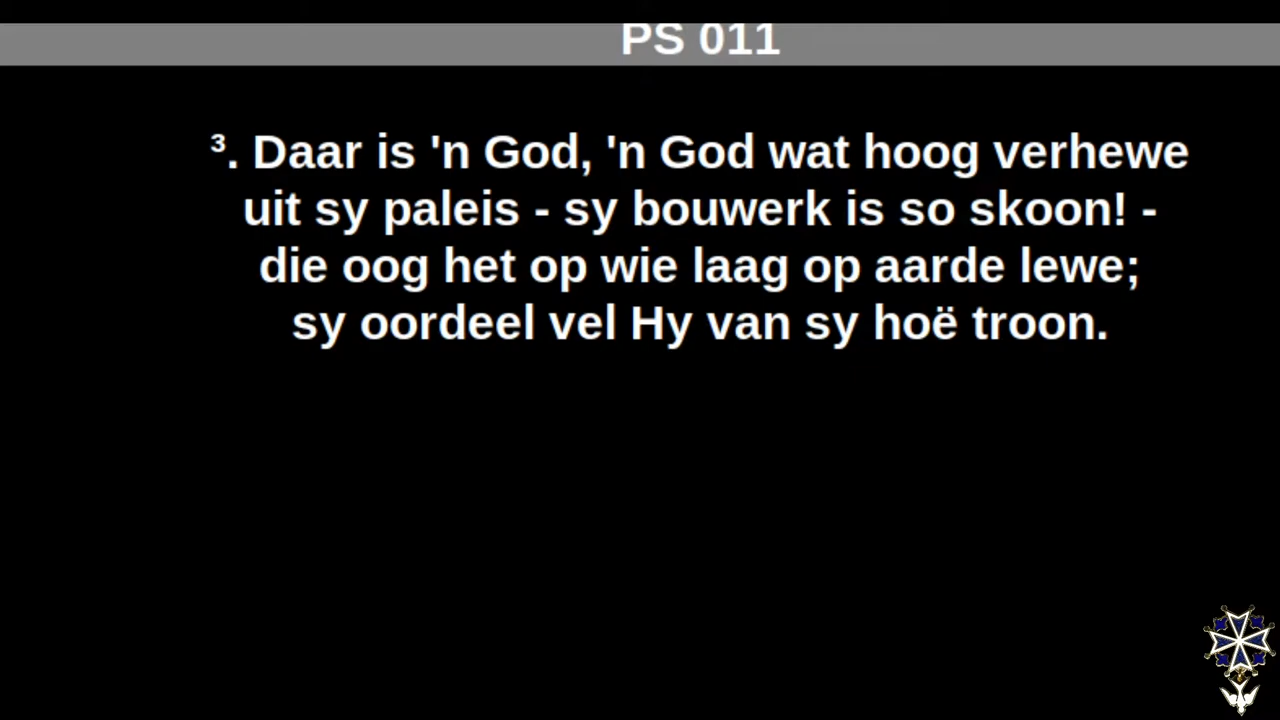 PS 011
³. Daar is 'n God, 'n God wat hoog verhewe
uit sy paleis - sy bouwerk is so skoon! -
die oog het op wie laag op aarde lewe;
sy oordeel vel Hy van sy hoë troon.